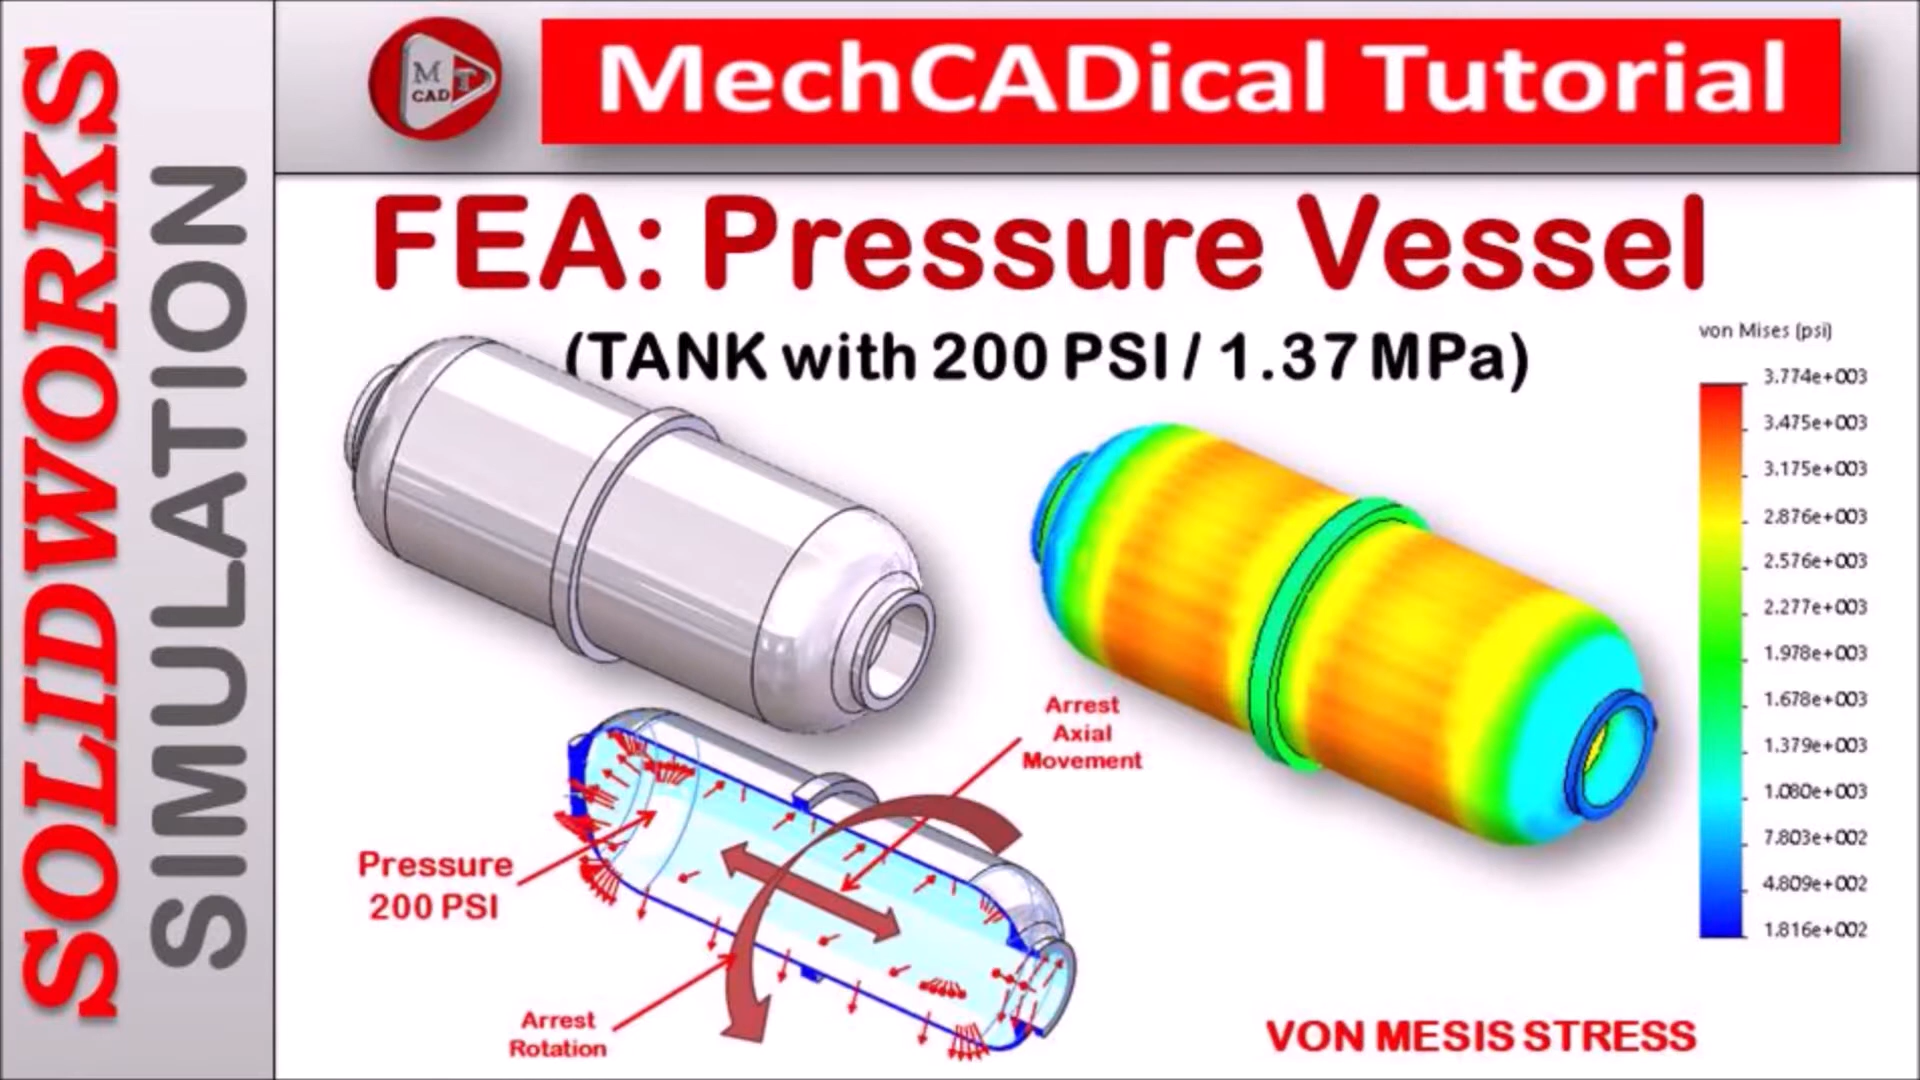 SOLIDWORKS
SIMULATION
M T
CAD
MechCADical Tutorial
FEA: Pressure Vessel
(TANK with 200 PSI / 1.37 MPa)
von Mises (psi)
3.774e+003
3.475e+003
3.175e+003
2.876e+003
2.576e+003
2.277e+003
1.978e+003
1.678e+003
1.379e+003
1.080e+003
7.803e+002
4.809e+002
1.816e+002
Arrest
Axial
Movement
Pressure
200 PSI
Arrest
Rotation
VON MESIS STRESS